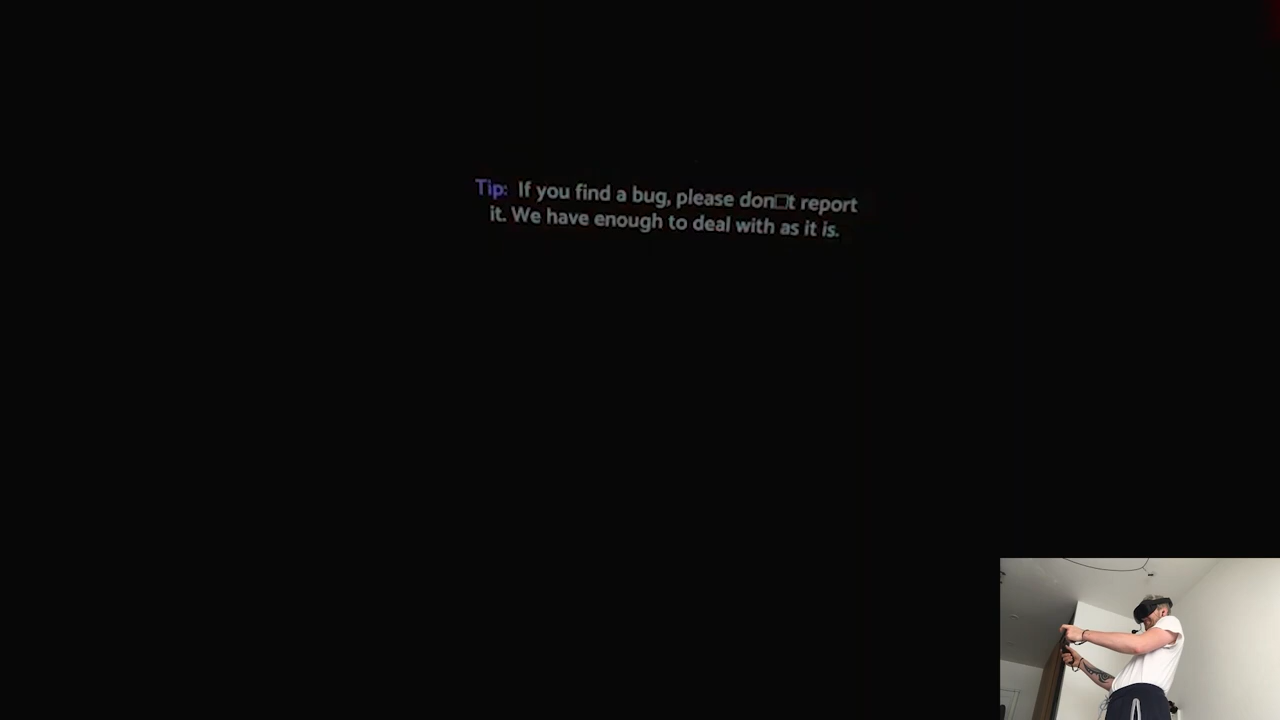 Tip: If you find a bug, please don□t report
it. We have enough to deal with as it is.